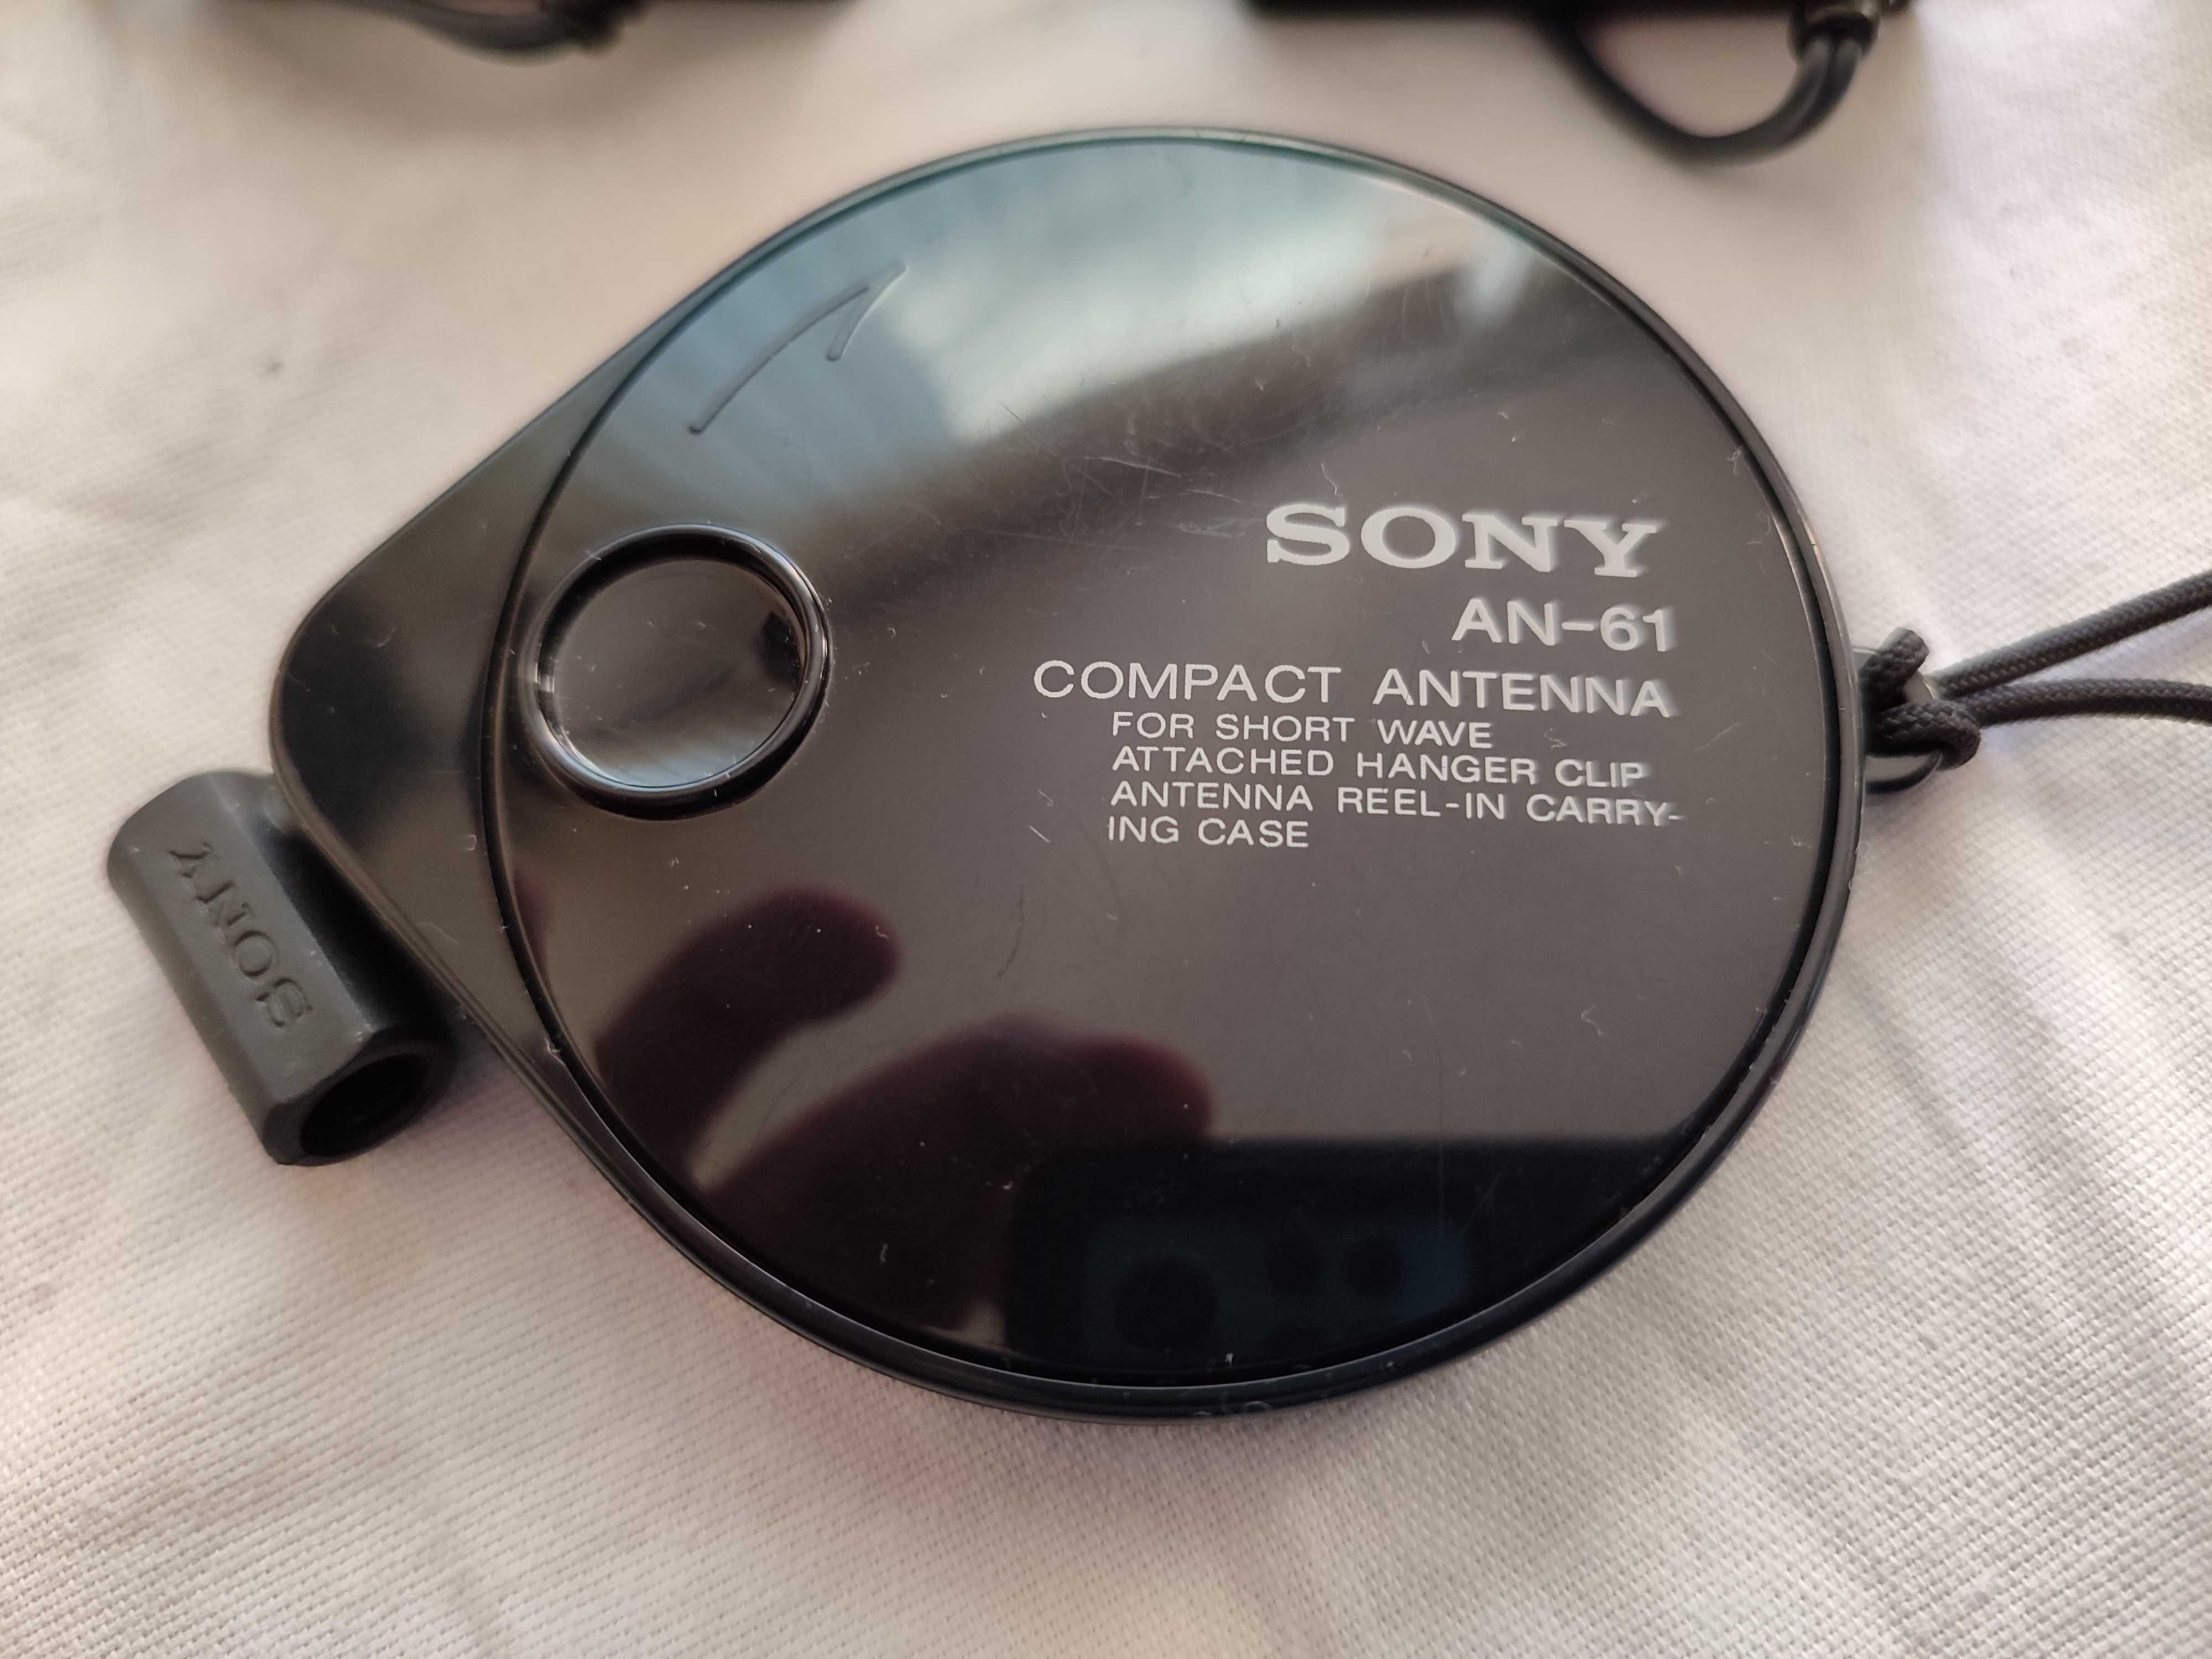 SONY
AN-61
COMPACT ANTENNA
FOR SHORT WAVE
ATTACHED HANGER CLIP
ANTENNA REEL-IN CARRY-
ING CASE
SONY